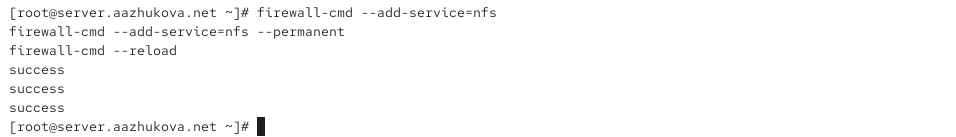 [root@server.aazhukova.net ~]# firewall-cmd --add-service=nfs
firewall-cmd --add-service=nfs --permanent
firewall-cmd --reload
success
success
success
[root@server.aazhukova.net ~]#